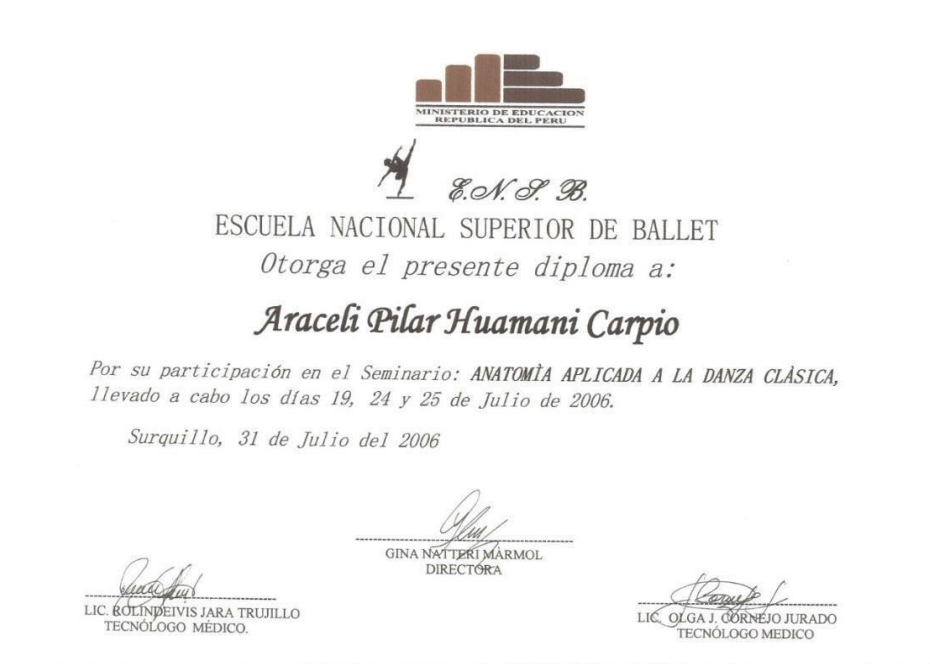 MINISTERIO DE EDUCACION
REPUBLICA DEL PERU
E.N.S.B.
ESCUELA NACIONAL SUPERIOR DE BALLET
Otorga el presente diploma a:
Araceli Pilar Huamani Carpio
Por su participación en el Seminario: ANATOMÌA APLICADA A LA DANZA CLÀSICA,
llevado a cabo los días 19, 24 y 25 de Julio de 2006.
Surquillo, 31 de Julio del 2006
GINA NATTERI MÀRMOL
DIRECTORA
LIC. ROLINDEIVIS JARA TRUJILLO
TECNÓLOGO MÉDICO.
LIC. OLGA J. CORNEJO JURADO
TECNÓLOGO MEDICO